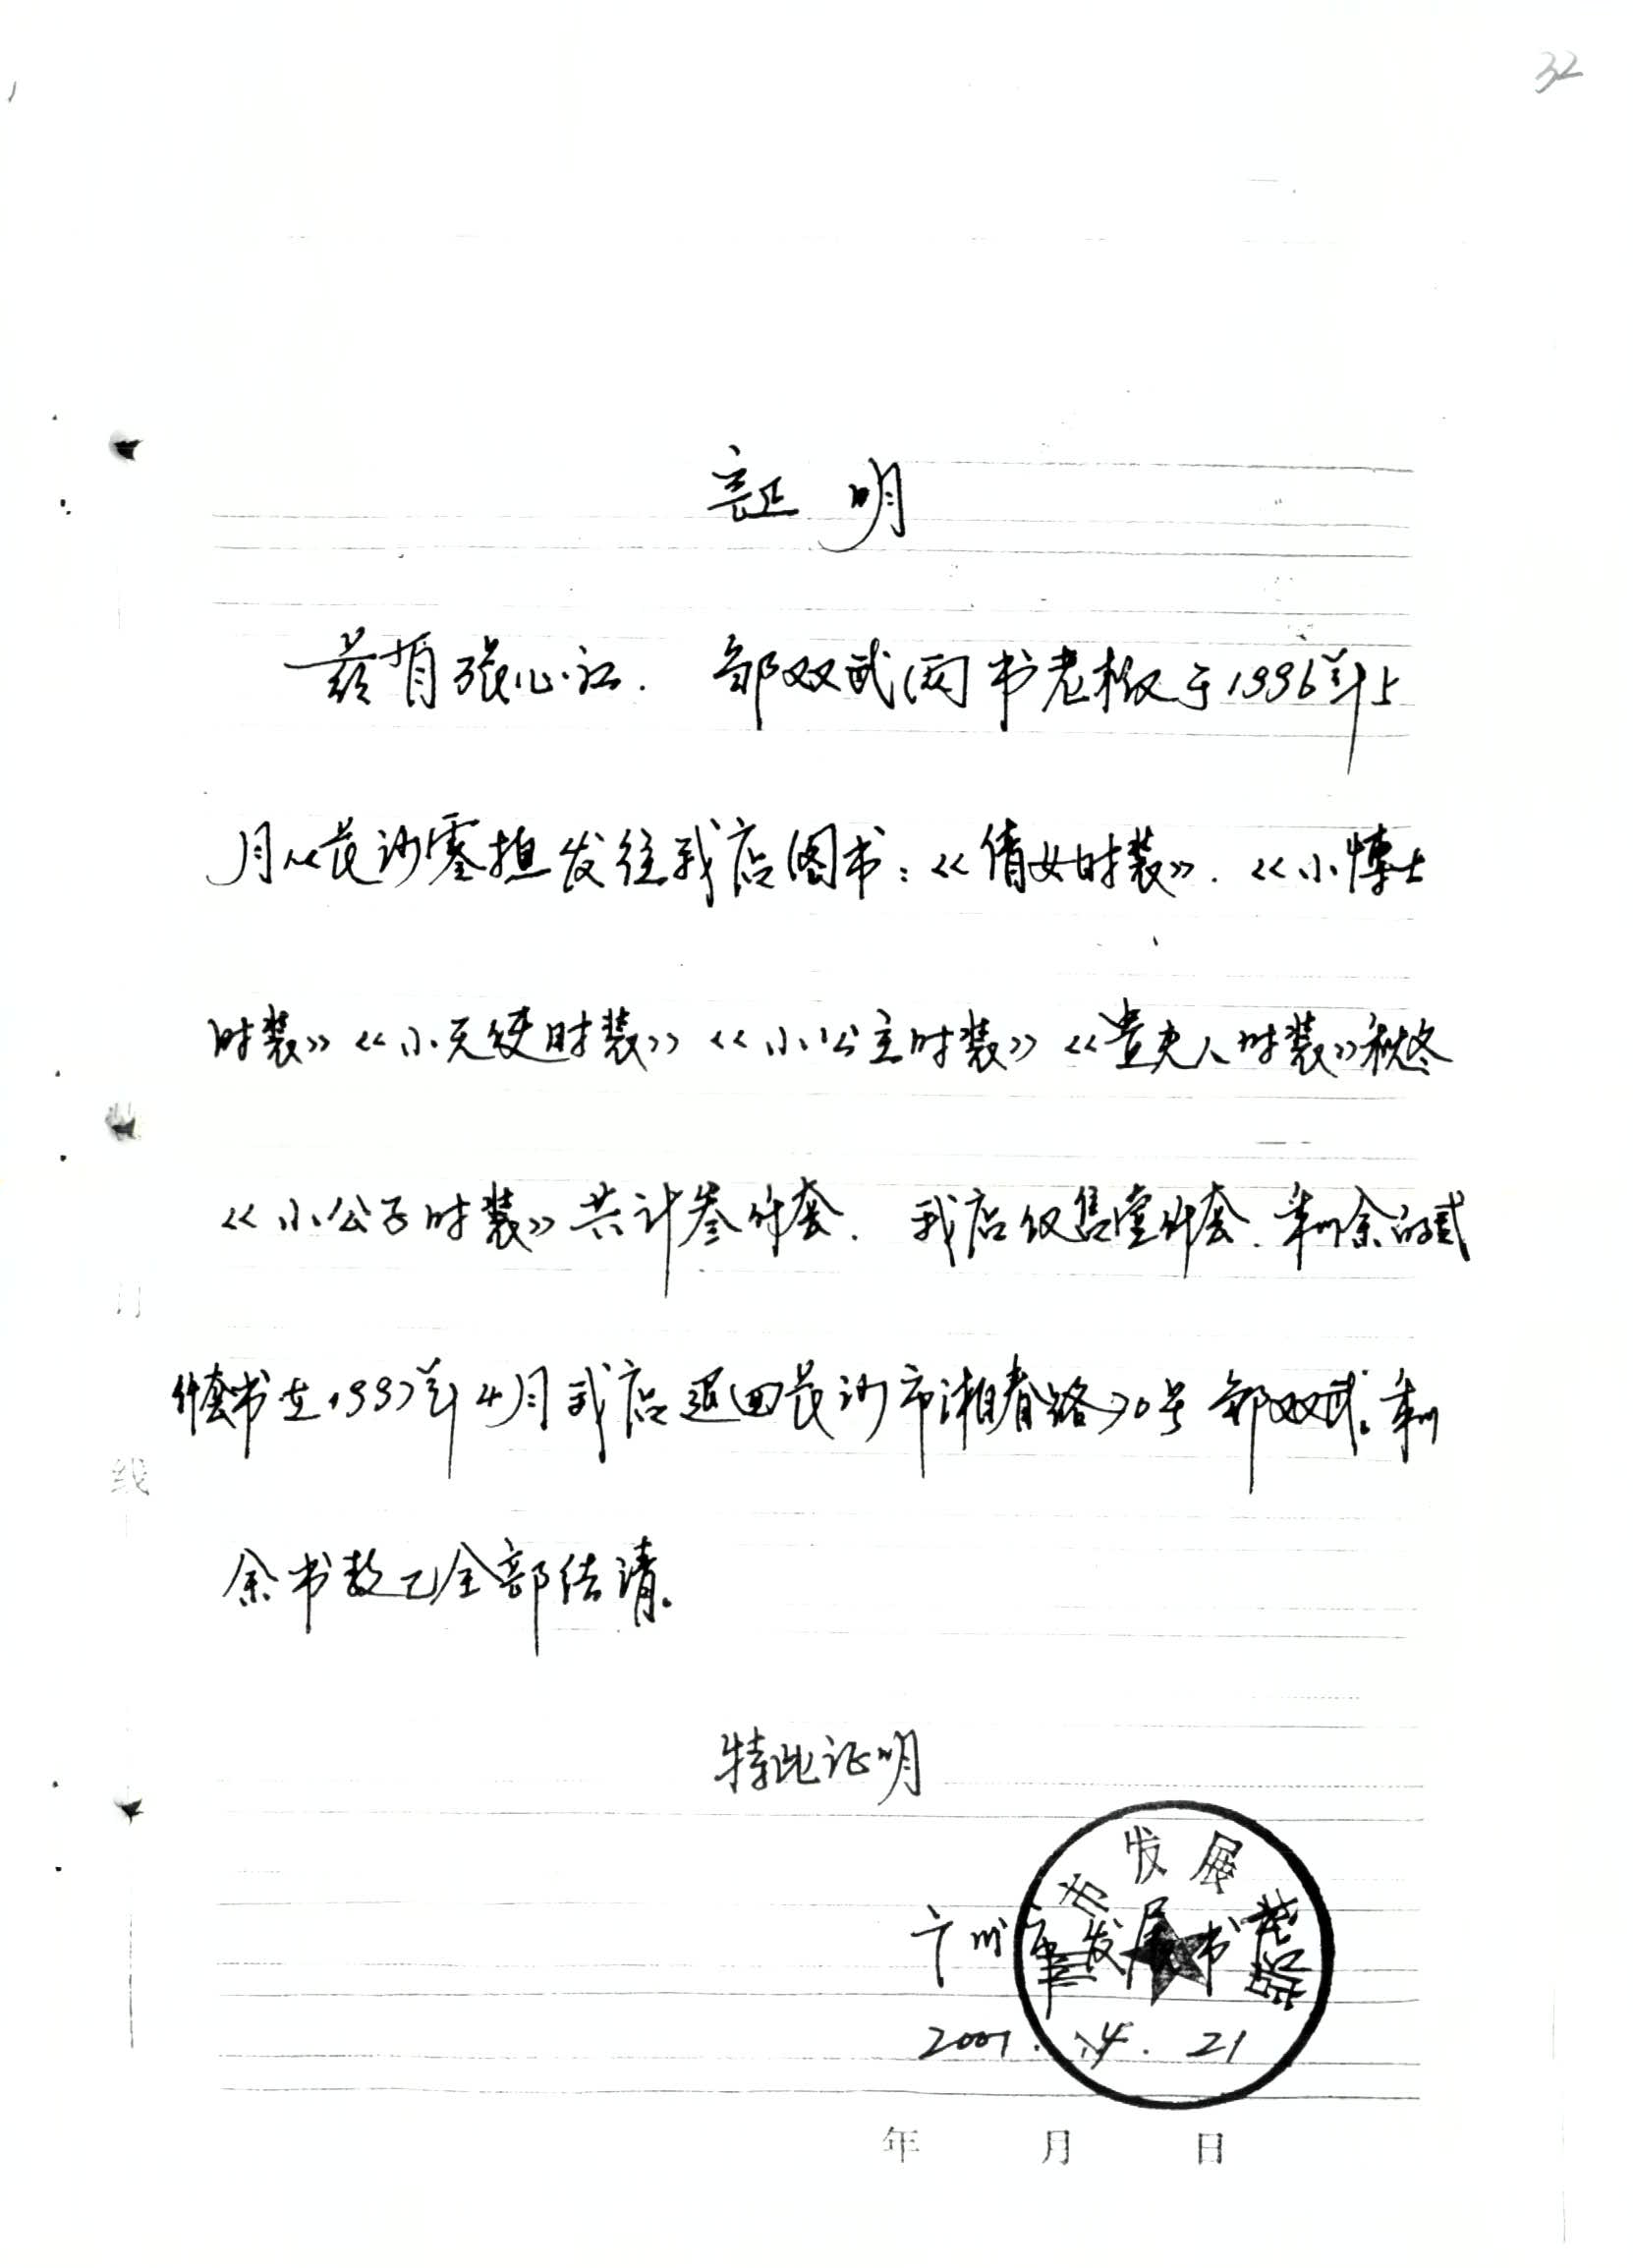 32
証明
兹有张心江. 邹双武两书老板于1996年5
月从长沙零担发往我店图书:《倩女时装》.《小博士
时装》《小天使时装》《小公主时装》《贵夫人时装》秋冬
《小公子时装》共计叁仟套. 我店仅售壹仟套. 剩余的贰
仟套书在1997年4月我店退回长沙市湘春路70号邹双武。剩
余书款已全部结清。
特此证明
市发展
广州市发展书
2001. 4. 21
年 月 日
线